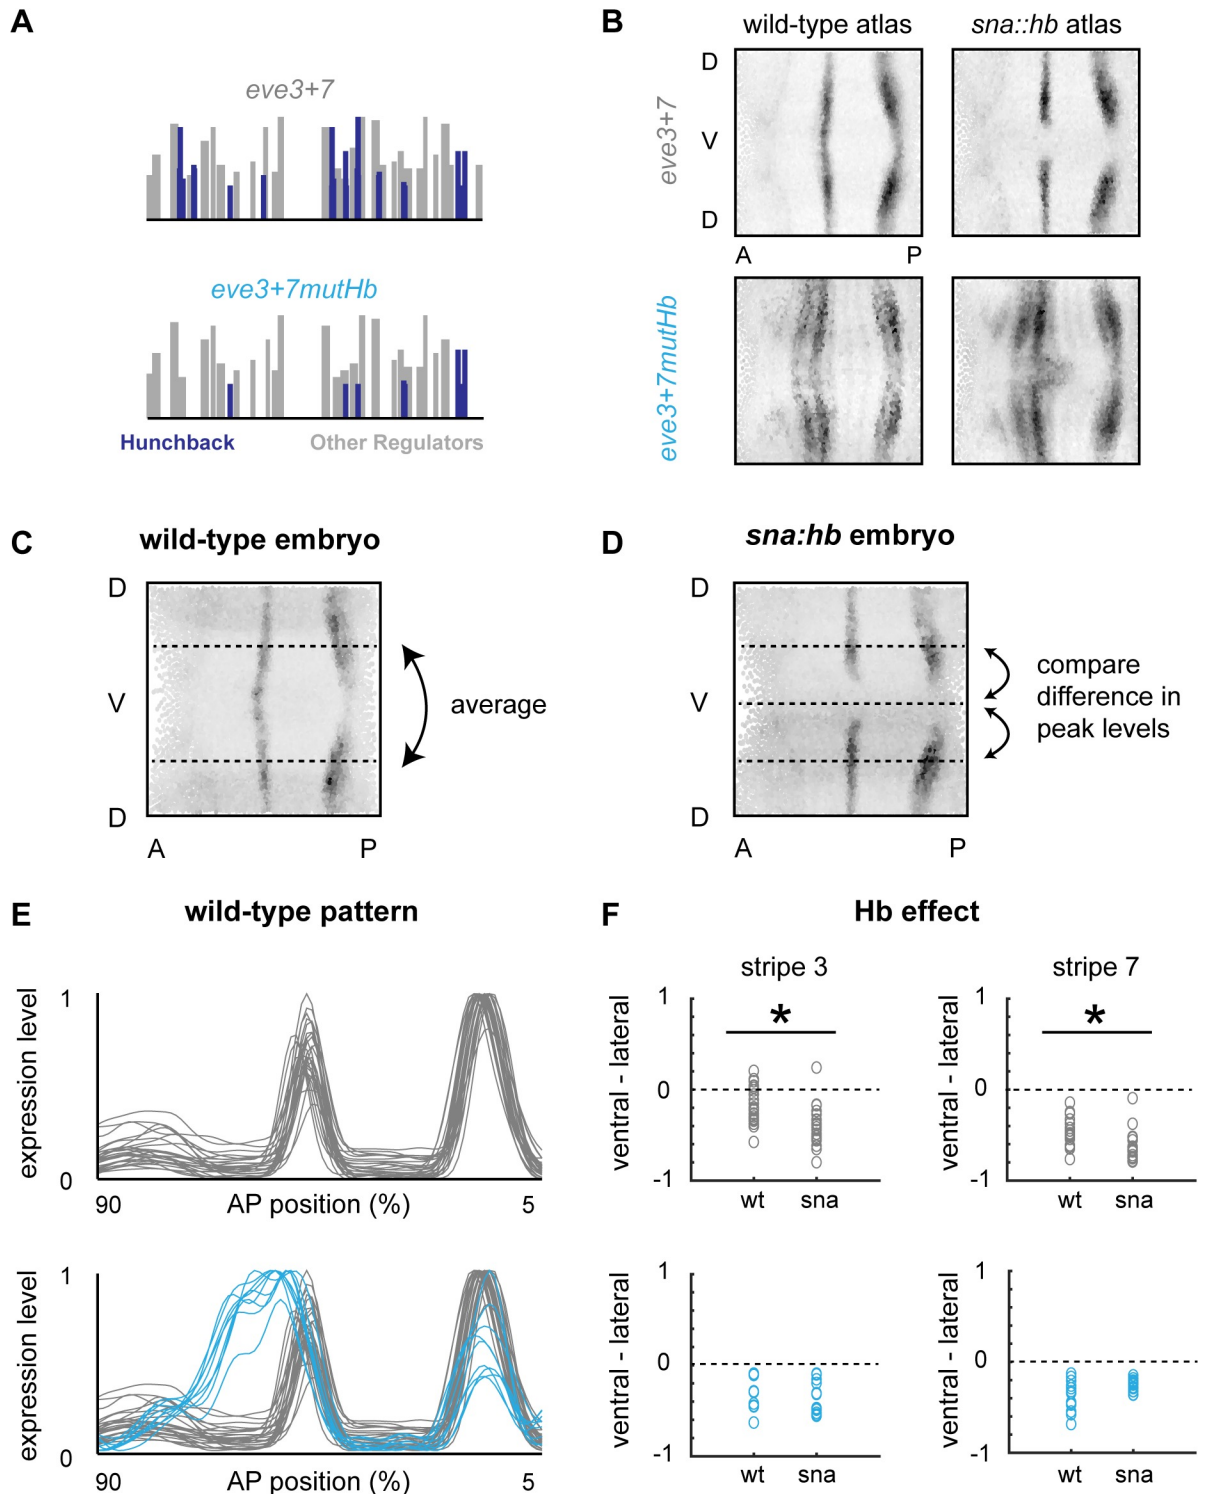 A
eve3+7
eve3+7mutHb
Hunchback
Other Regulators
B
wild-type atlas
sna::hb atlas
eve3+7
D
V
D
A
P
eve3+7mutHb
C
wild-type embryo
D
V
D
A
P
average
D
sna:hb embryo
D
V
D
A
P
compare
difference in
peak levels
E
wild-type pattern
expression level
1
0
90
AP position (%)
5
expression level
1
0
90
AP position (%)
5
F
Hb effect
stripe 3
ventral - lateral
1
0
-1
*
wt
sna
stripe 7
ventral - lateral
1
0
-1
*
wt
sna
ventral - lateral
1
0
-1
wt
sna
ventral - lateral
1
0
-1
wt
sna